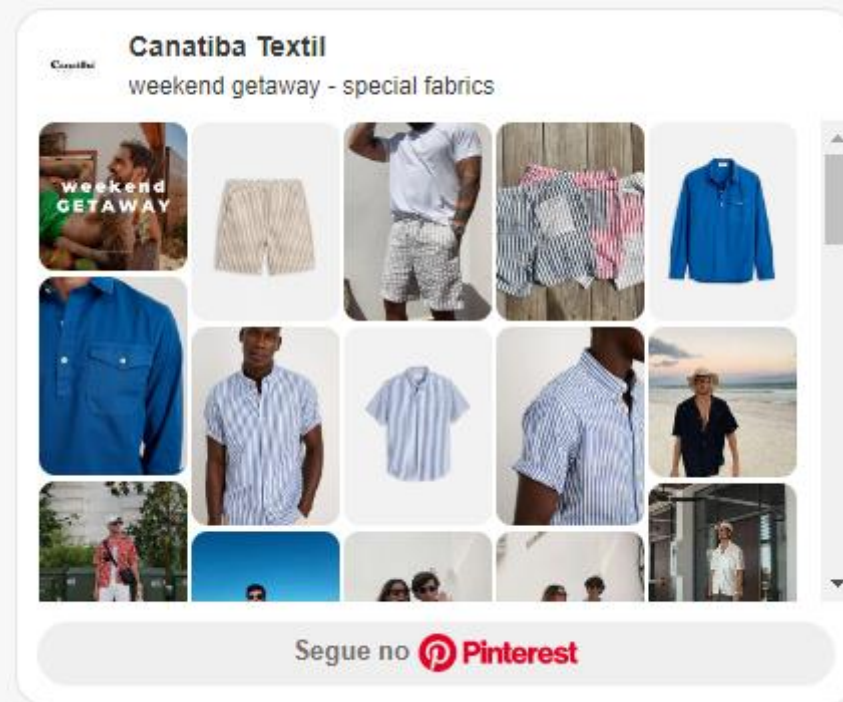 Canatiba Textil
weekend getaway - special fabrics
weekend
GETAWAY
Segue no Pinterest